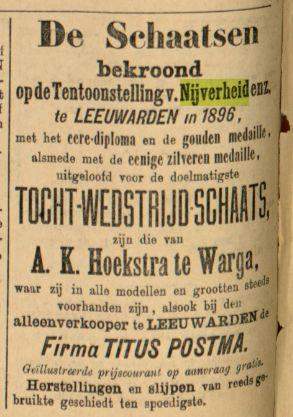 De Schaatsen
bekroond
op de Tentoonstelling v. Nijverheid enz.
te LEEUWARDEN in 1896,
met het eere-diploma en de gouden medaille,
alsmede met de eenige zilveren medaille,
uitgeloofd voor de doelmatigste
TOCHT-WEDSTRIJD-SCHAATS,
zijn die van
A. K. Hoekstra te Warga,
waar zij in alle modellen en grootten steeds
voorhanden zijn, alsook bij den
alleenverkooper te LEEUWARDEN de
Firma TITUS POSTMA.
Geïllustreerde prijscourant op aanvraag gratis.
Herstellingen en slijpen van reeds ge-
bruikte geschiedt ten spoedigste.